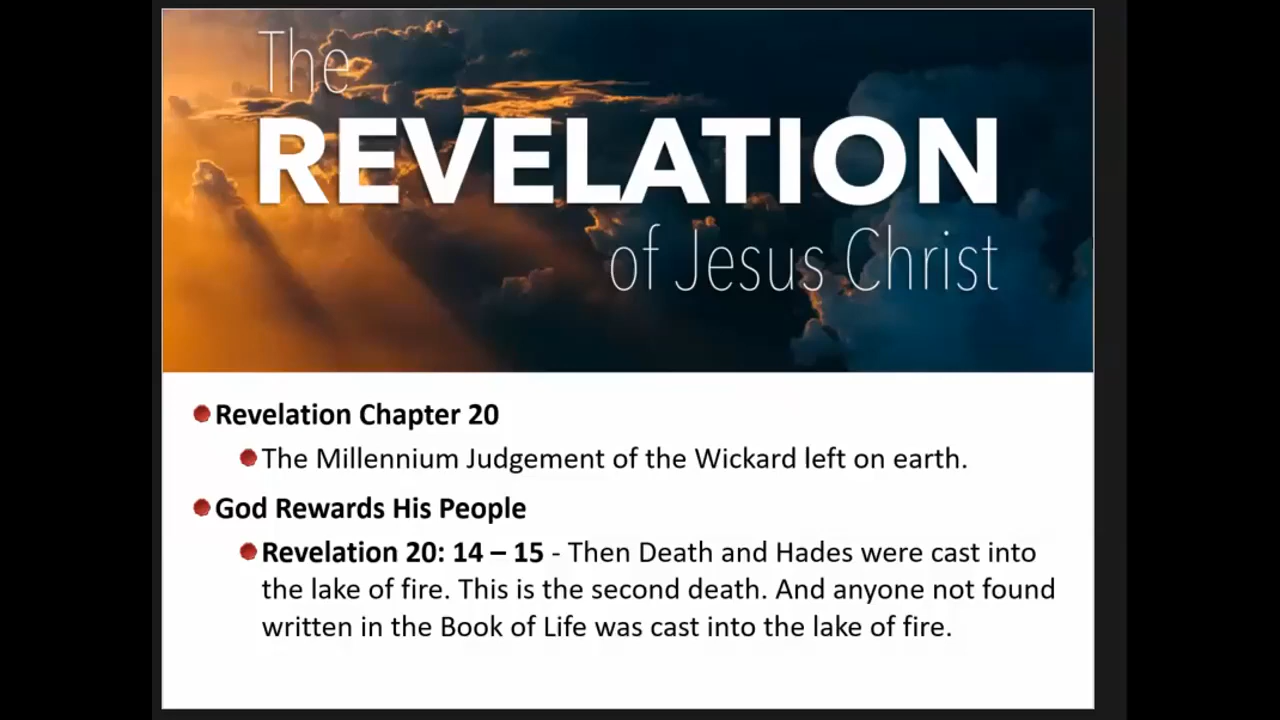 The
REVELATION
of Jesus Christ
Revelation Chapter 20
The Millennium Judgement of the Wickard left on earth.
God Rewards His People
Revelation 20: 14 – 15 - Then Death and Hades were cast into
the lake of fire. This is the second death. And anyone not found
written in the Book of Life was cast into the lake of fire.